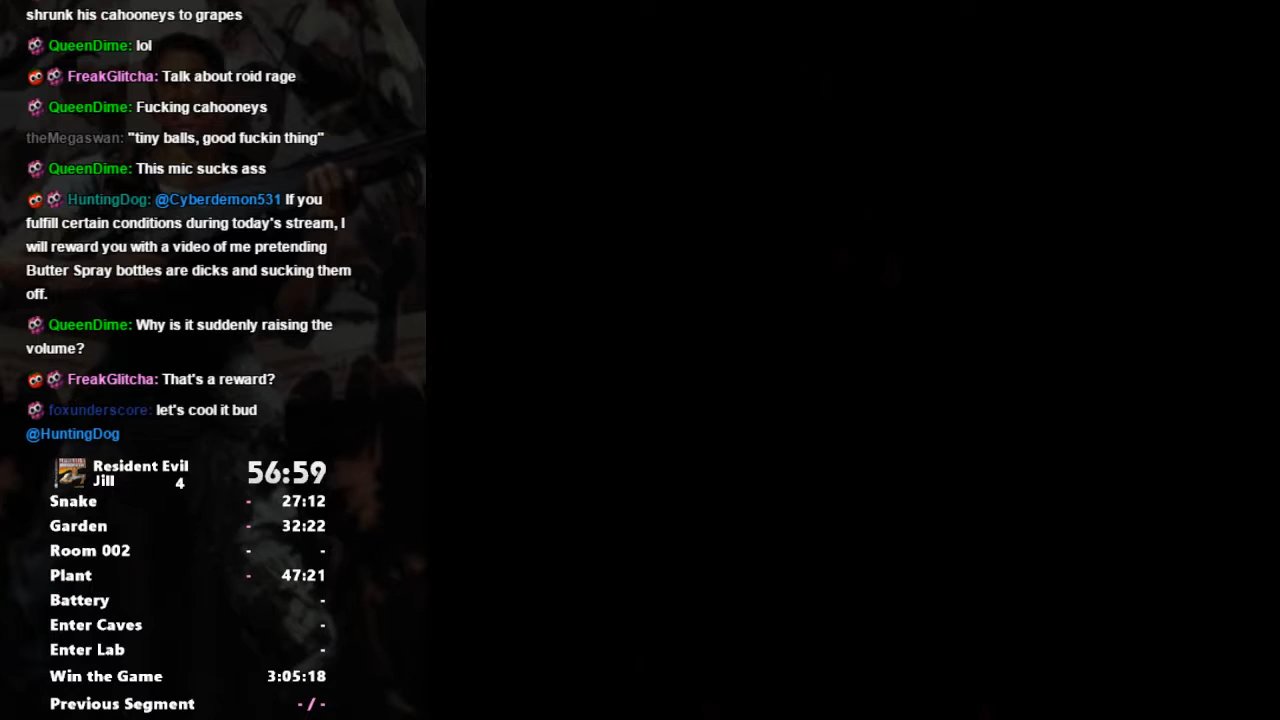 shrunk his cahooneys to grapes
QueenDime: lol
FreakGlitcha: Talk about roid rage
QueenDime: Fucking cahooneys
theMegaswan: "tiny balls, good fuckin thing"
QueenDime: This mic sucks ass
HuntingDog: @Cyberdemon531 If you
fulfill certain conditions during today's stream, I
will reward you with a video of me pretending
Butter Spray bottles are dicks and sucking them
off.
QueenDime: Why is it suddenly raising the
volume?
FreakGlitcha: That's a reward?
foxunderscore: let's cool it bud
@HuntingDog
Resident Evil 56:59
Jill 4
Snake - 27:12
Garden - 32:22
Room 002 - -
Plant - 47:21
Battery -
Enter Caves -
Enter Lab -
Win the Game 3:05:18
Previous Segment - / -